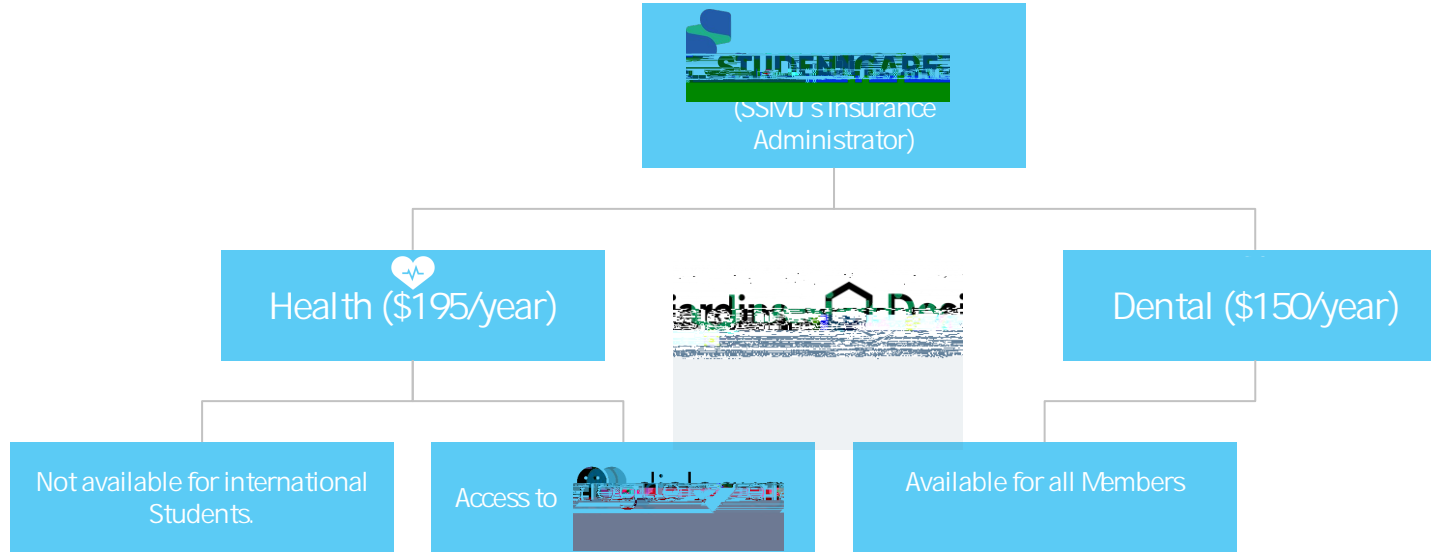 STUDENTCARE
(SSMU's Insurance
Administrator)
Health ($195/year)
Dental ($150/year)
Not available for international
Students.
Access to
Available for all Members